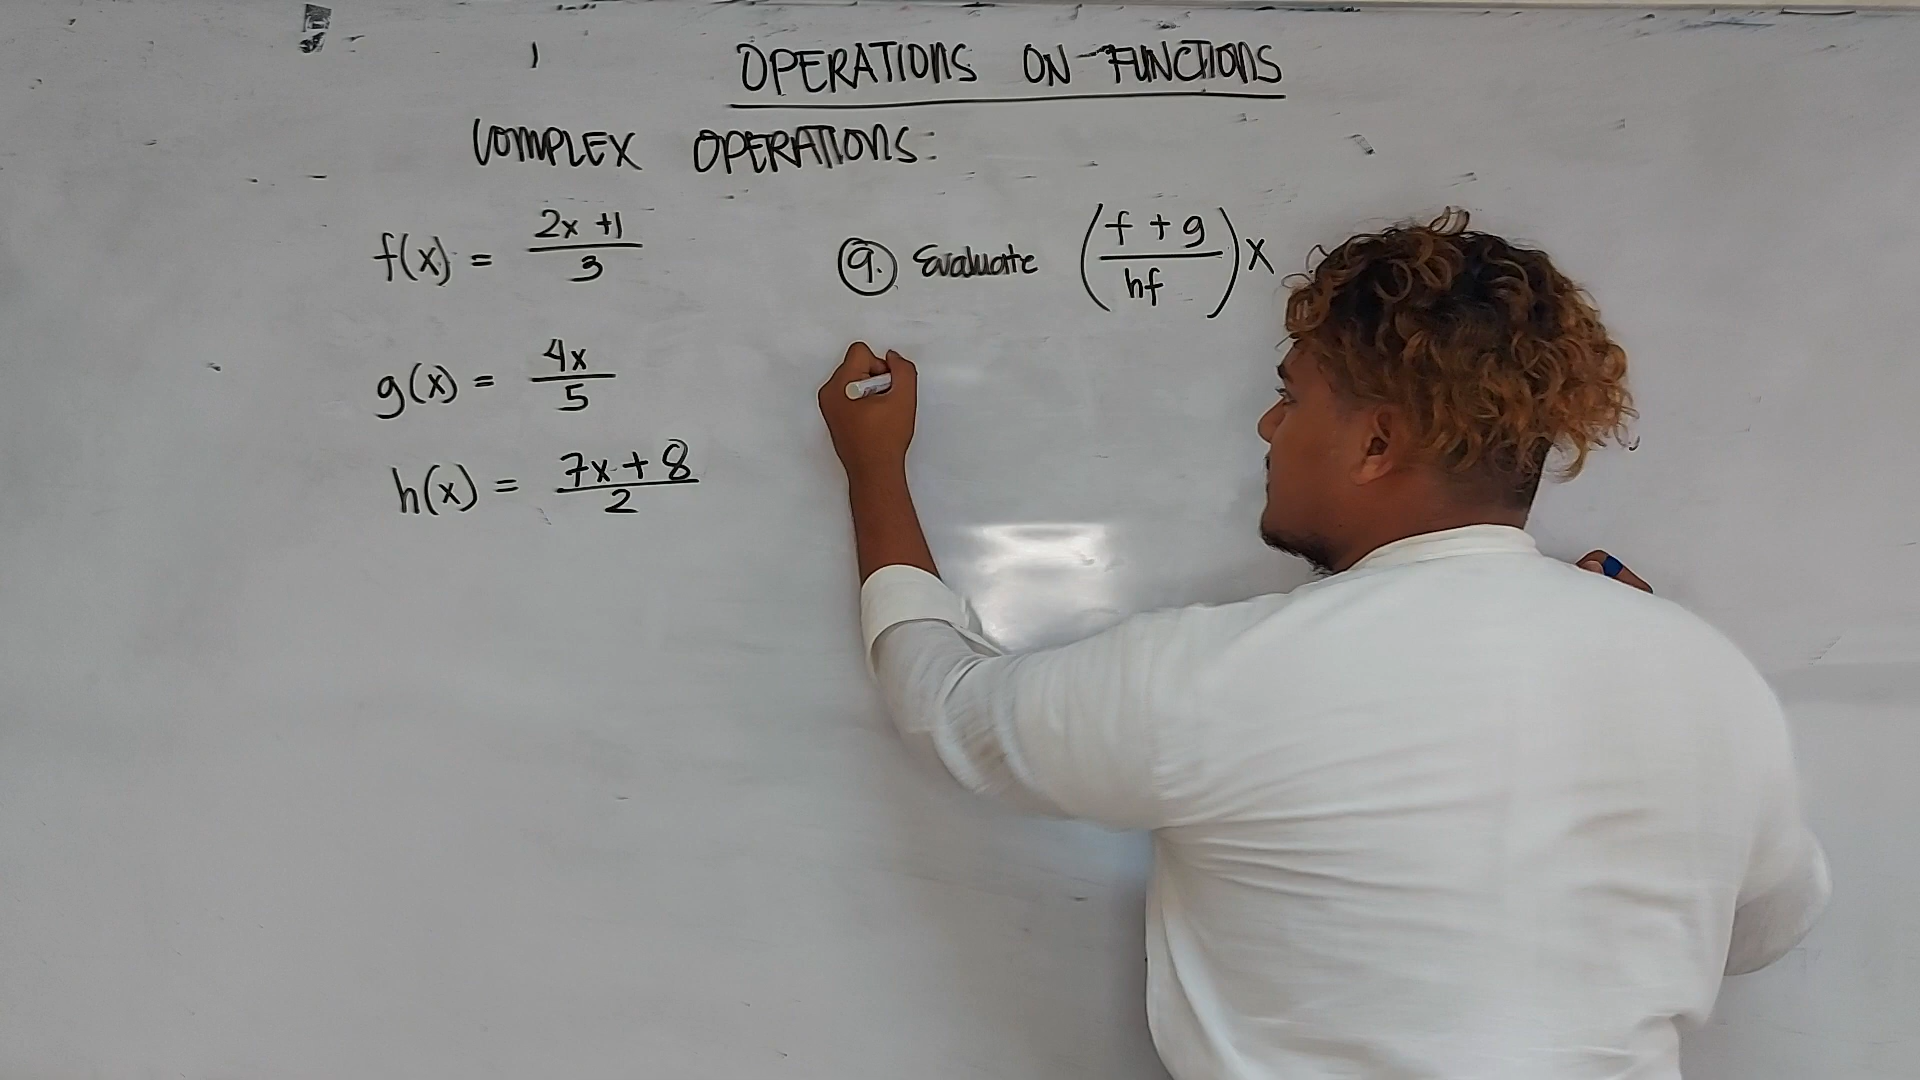 OPERATIONS ON FUNCTIONS
COMPLEX OPERATIONS:
f(x) = 2x +1
3
g(x) = 4x
5
h(x) = 7x + 8
2
9. Evaluate (f + g / hf) x